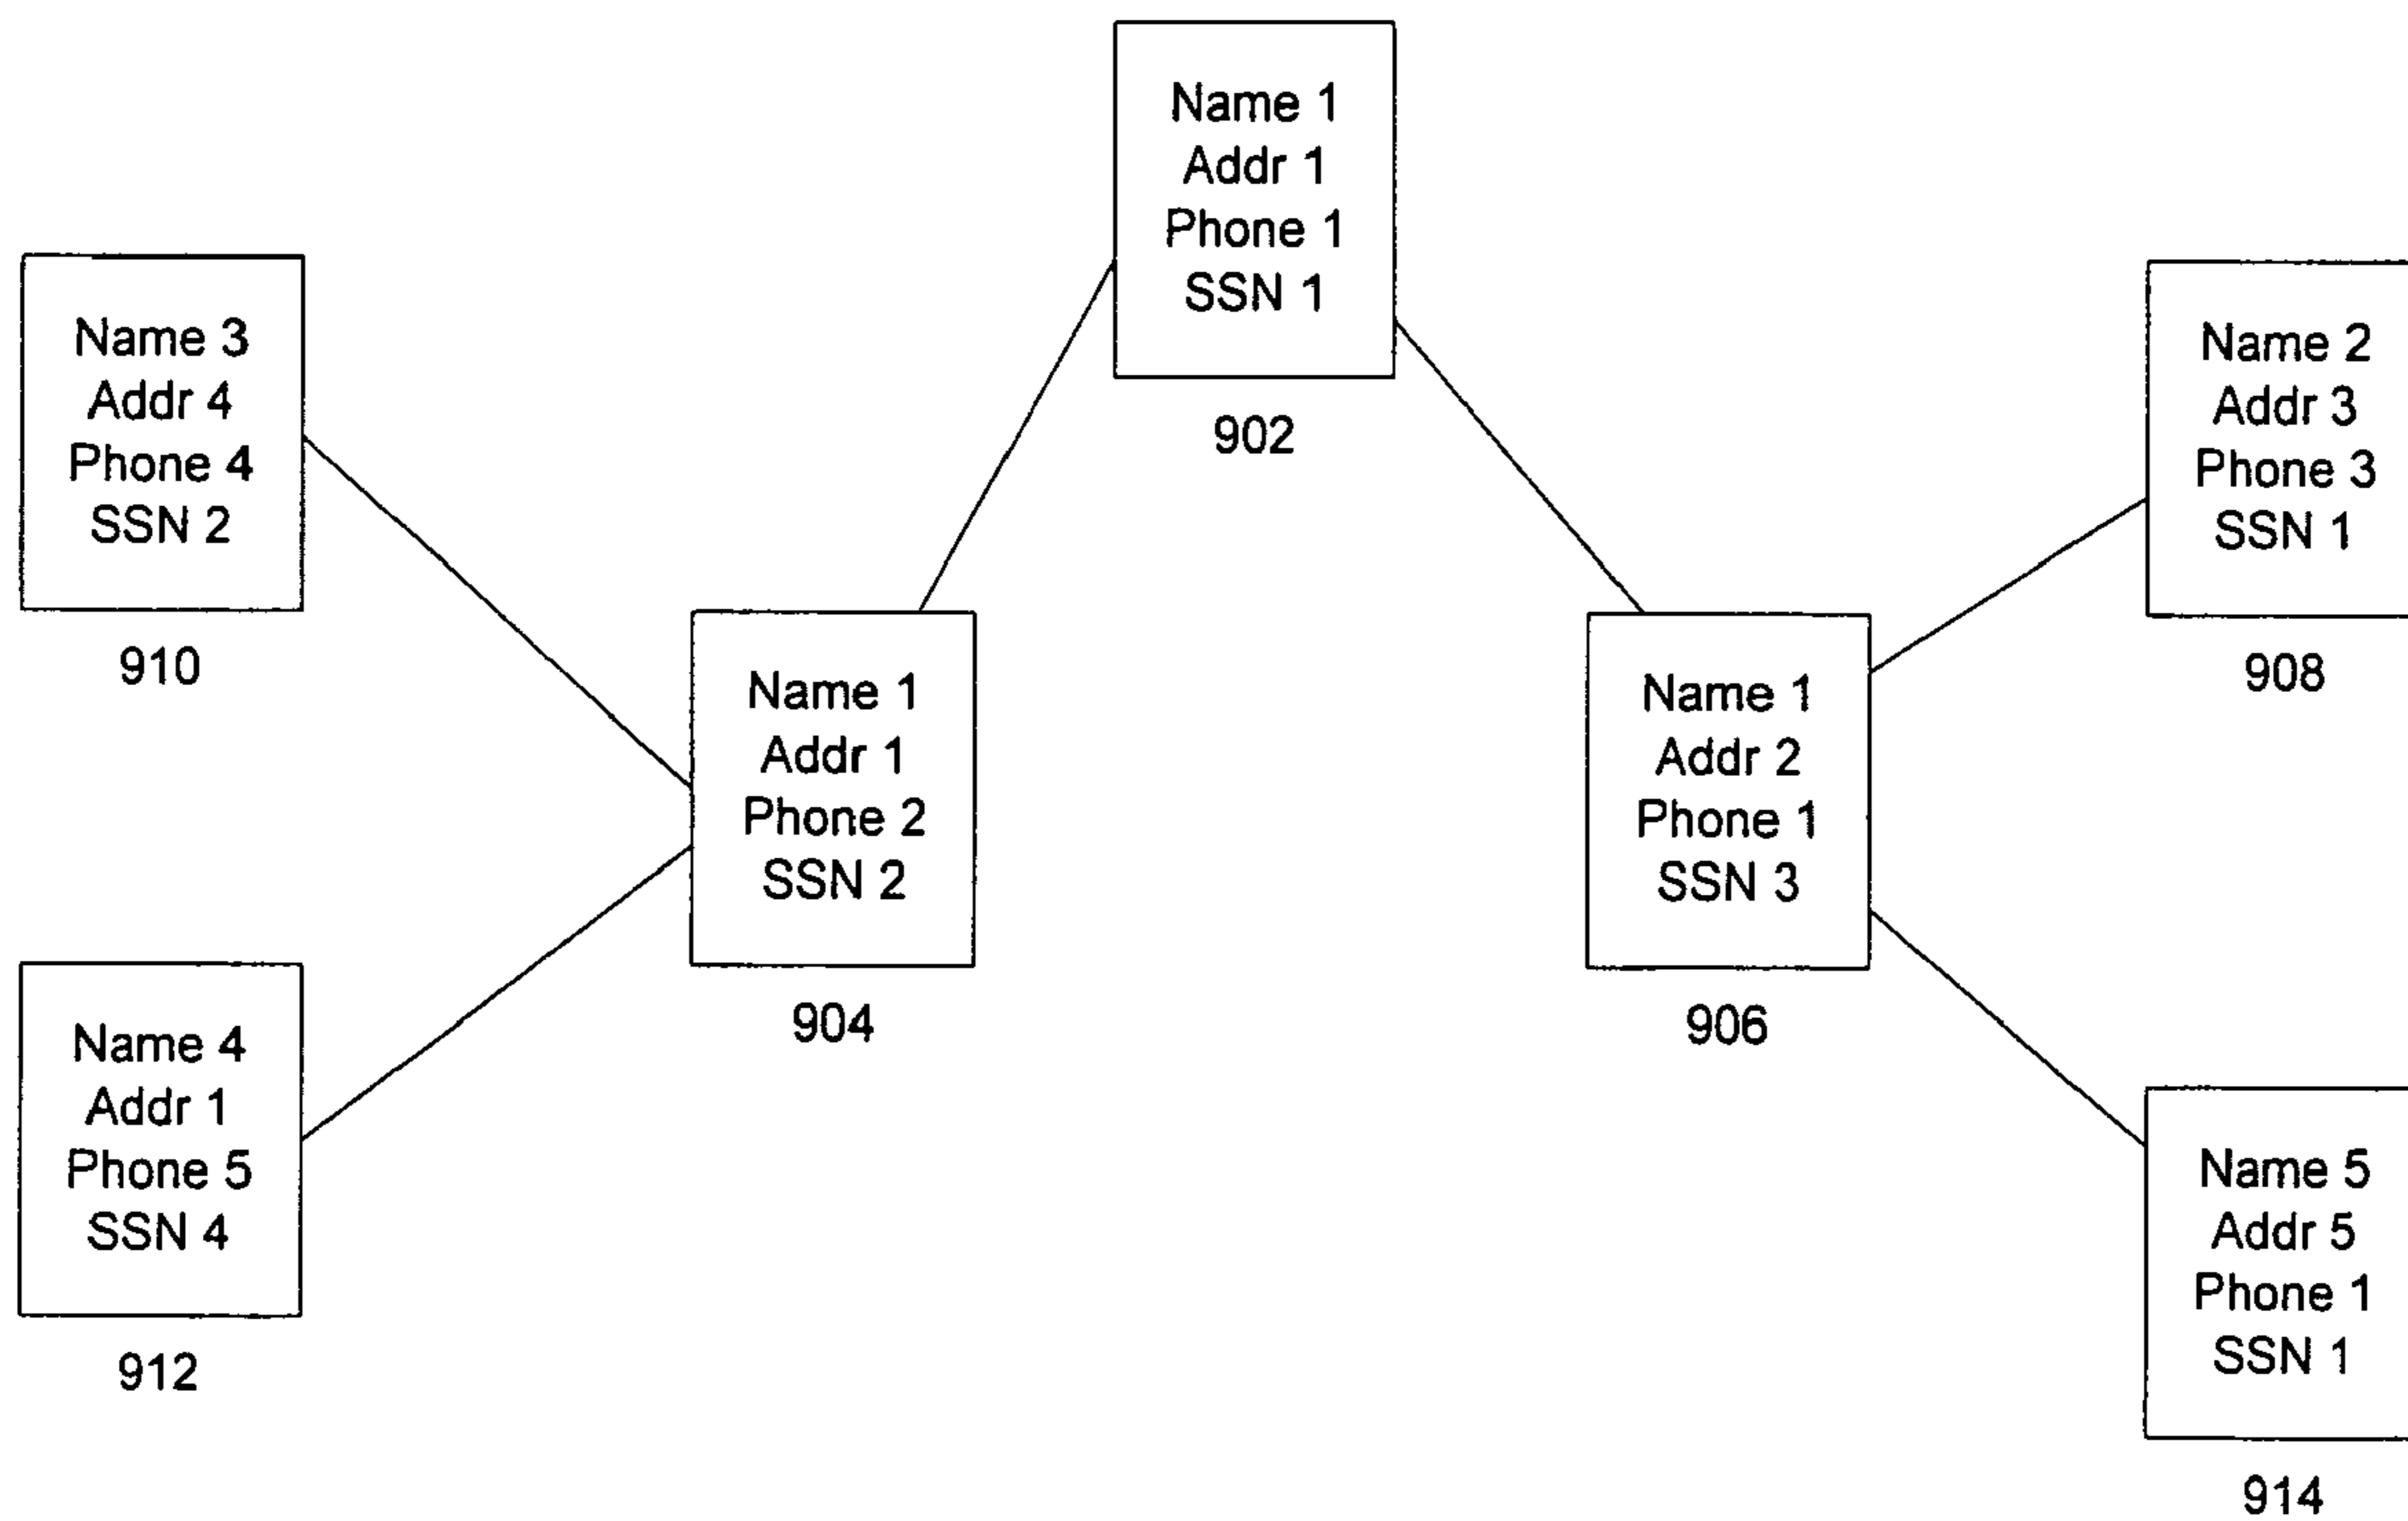 Name 1
Addr 1
Phone 1
SSN 1
902
Name 3
Addr 4
Phone 4
SSN 2
910
Name 2
Addr 3
Phone 3
SSN 1
908
Name 1
Addr 1
Phone 2
SSN 2
904
Name 1
Addr 2
Phone 1
SSN 3
906
Name 4
Addr 1
Phone 5
SSN 4
912
Name 5
Addr 5
Phone 1
SSN 1
914